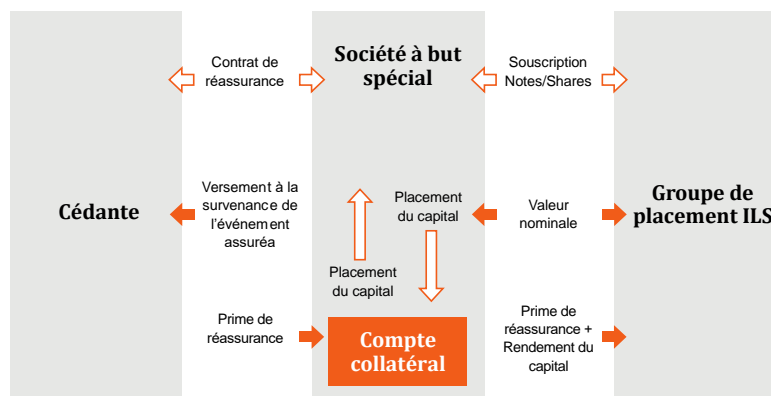 Contrat de
réassurance
Société à but
spécial
Souscription
Notes/Shares
Cédante
Versement à la
survenance de
l'événement
assuréa
Placement
du capital
Placement
du capital
Valeur
nominale
Groupe de
placement ILS
Prime de
réassurance
Compte
collatéral
Prime de
réassurance +
Rendement du
capital